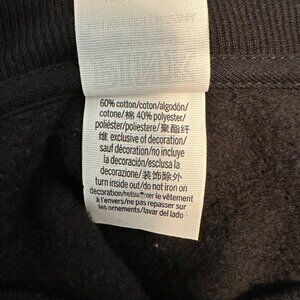 60% cotton/coton/algodón/
cotone/棉 40% polyester/
poliéster/poliestere/聚酯纤
维 exclusive of decoration/
sauf décoration/no incluye
la decoración/esclusa la
decorazione/装饰除外
turn inside out/do not iron on
decoration/retourner le vêtement
à l'envers/ne pas repasser sur
les ornements/lavar del lado